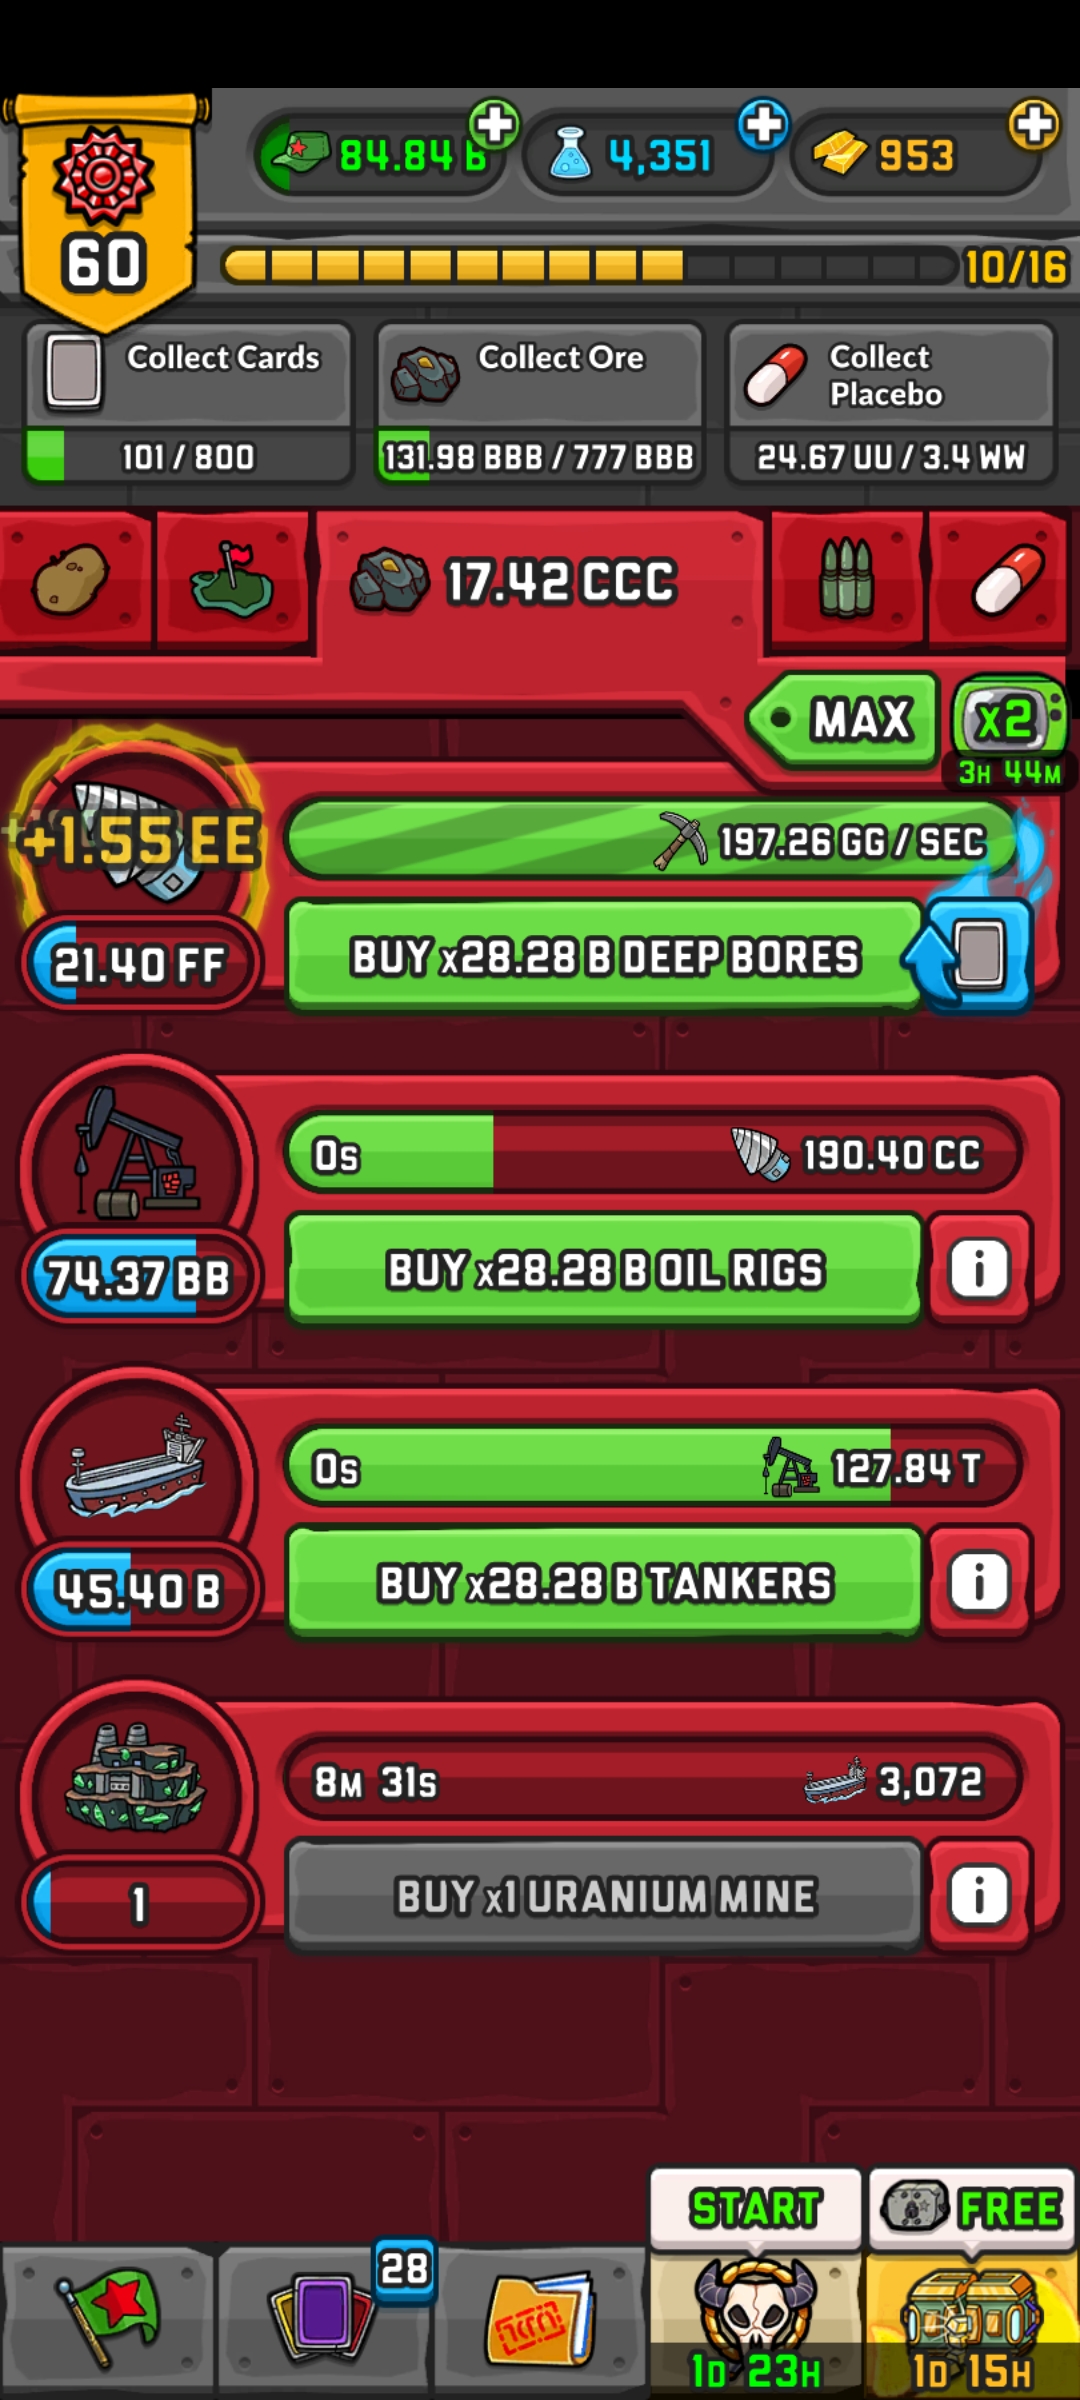 60
84.84 B
4,351
953
10/16
Collect Cards
101 / 800
Collect Ore
131.98 BBB / 777 BBB
Collect
Placebo
24.67 UU / 3.4 WW
17.42 CCC
MAX
x2
3H 44M
+1.55 EE
197.26 GG / SEC
21.40 FF
BUY x28.28 B DEEP BORES
0s
190.40 CC
74.37 BB
BUY x28.28 B OIL RIGS
i
0s
127.84 T
45.40 B
BUY x28.28 B TANKERS
i
8M 31s
3,072
1
BUY x1 URANIUM MINE
i
START
FREE
28
1D 23H
1D 15H